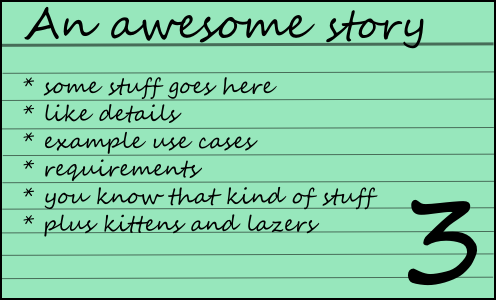 An awesome story
* some stuff goes here
* like details
* example use cases
* requirements
* you know that kind of stuff
* plus kittens and lazers
3